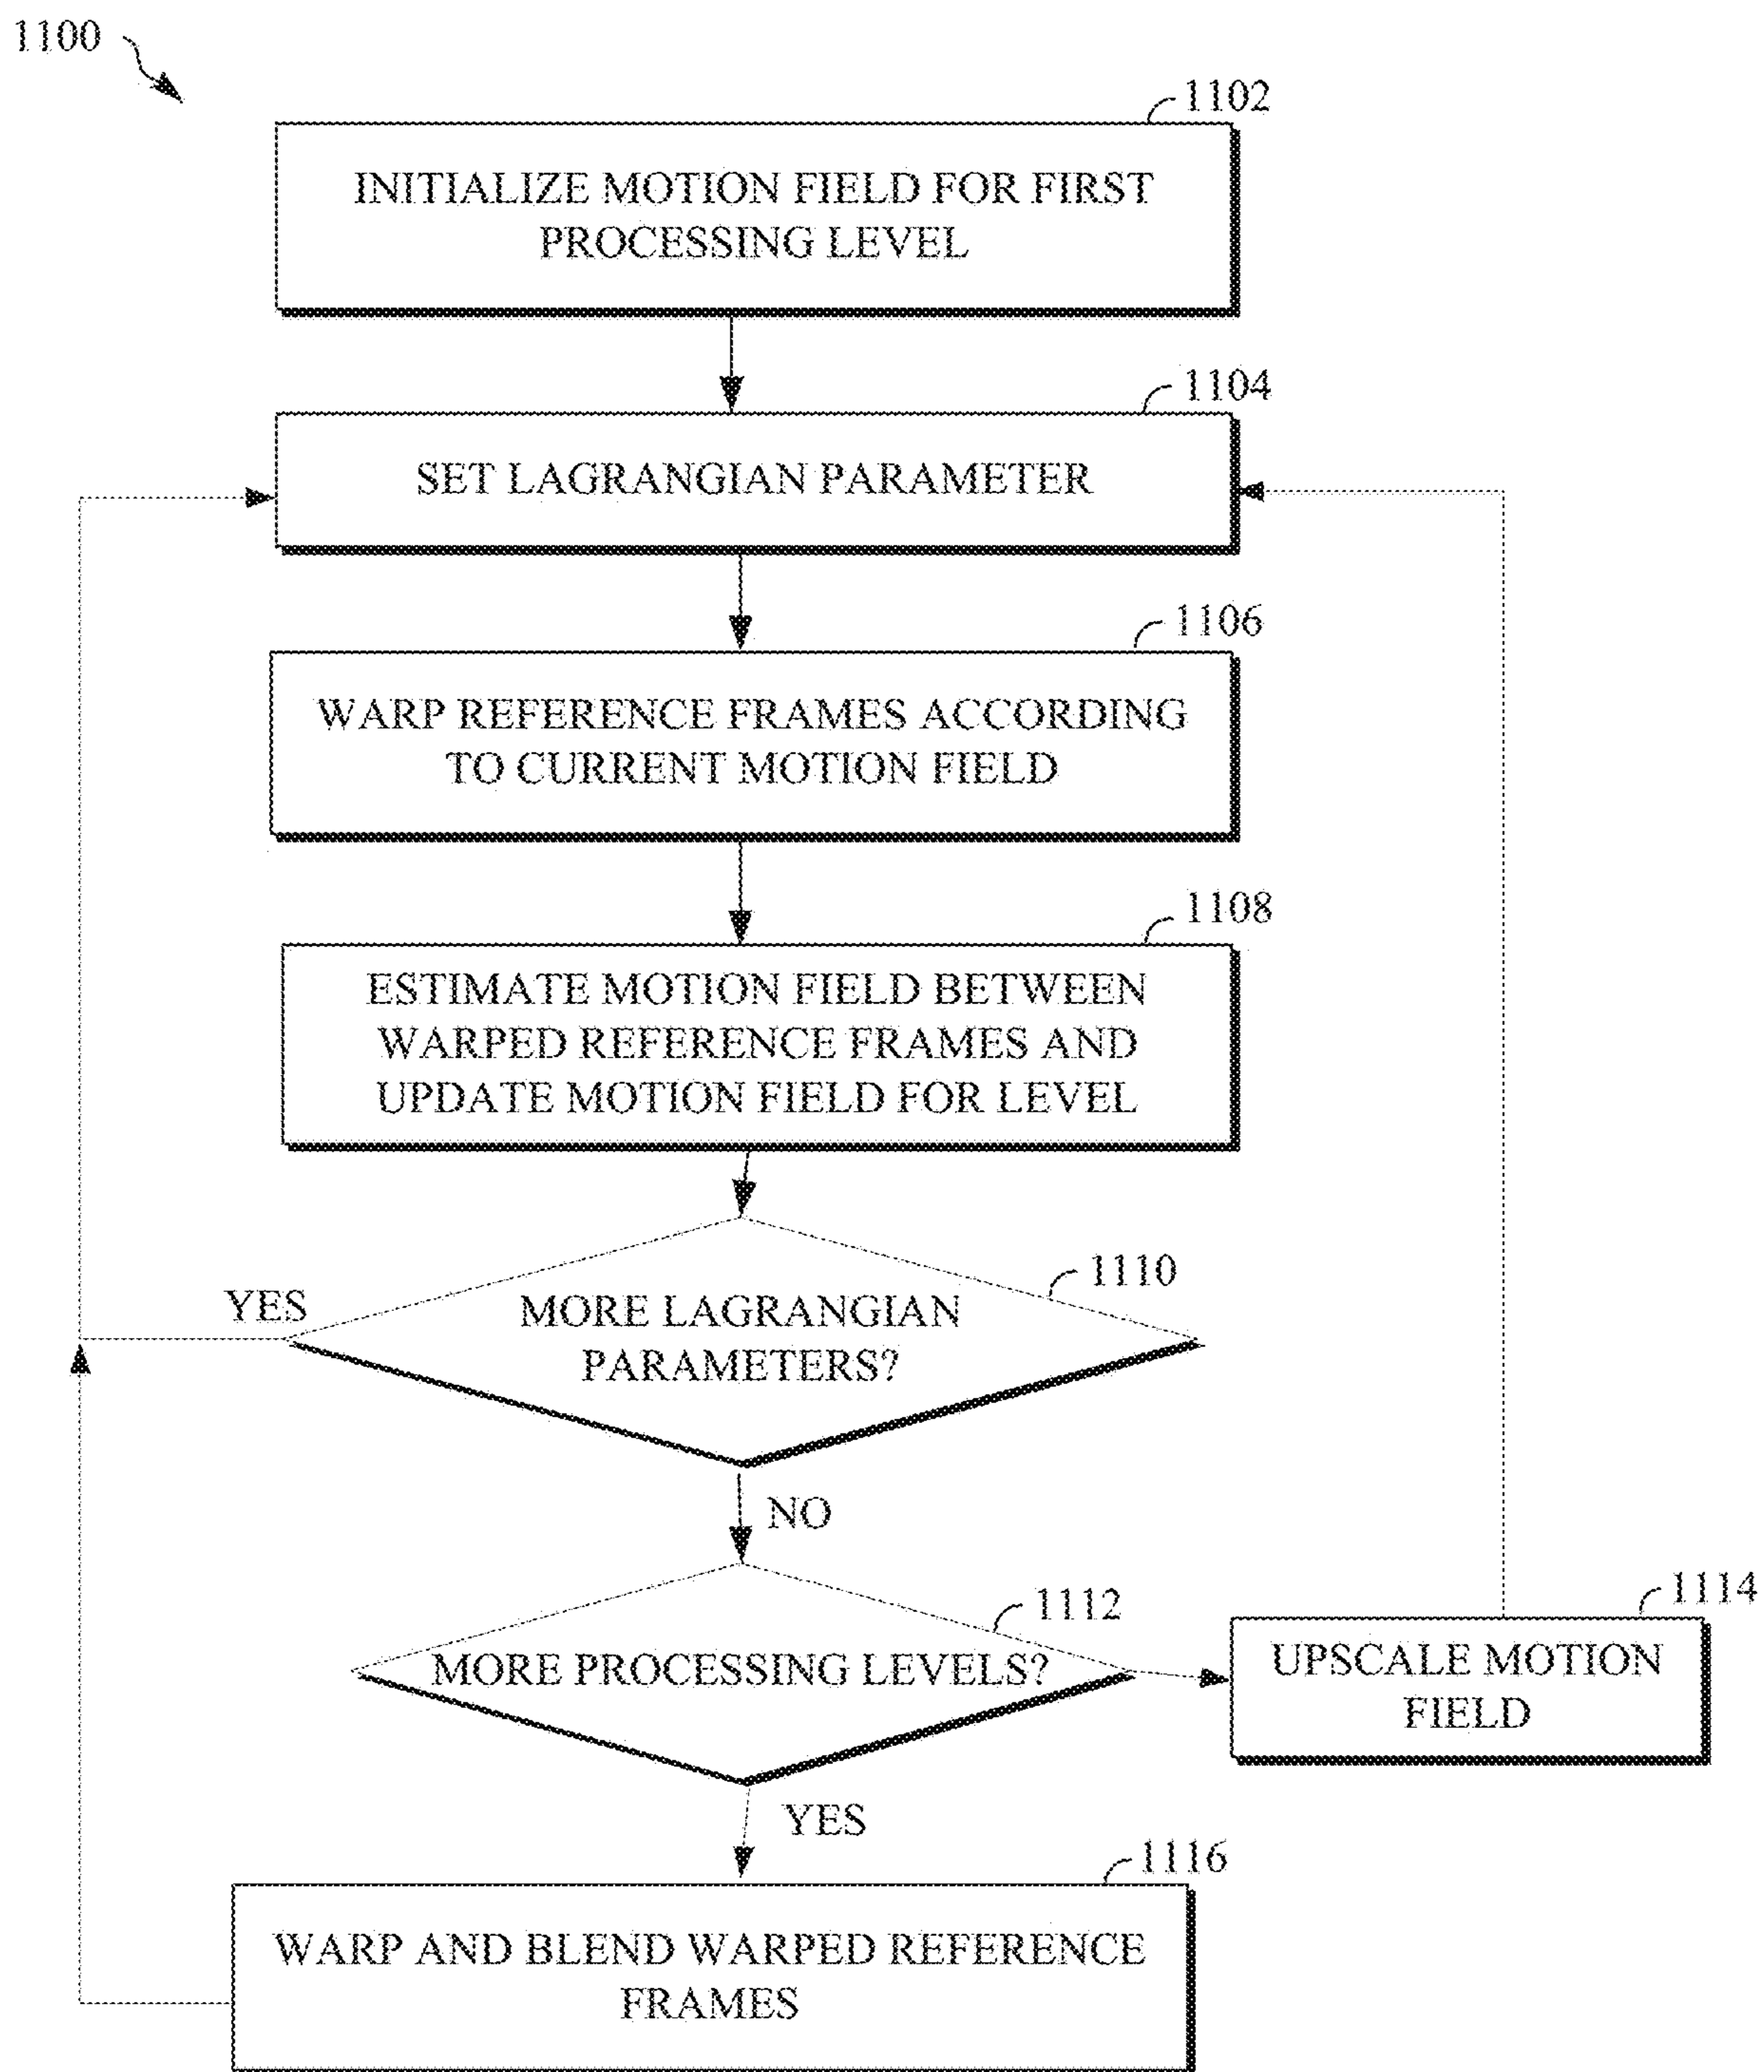 1100
1102
INITIALIZE MOTION FIELD FOR FIRST
PROCESSING LEVEL
1104
SET LAGRANGIAN PARAMETER
1106
WARP REFERENCE FRAMES ACCORDING
TO CURRENT MOTION FIELD
1108
ESTIMATE MOTION FIELD BETWEEN
WARPED REFERENCE FRAMES AND
UPDATE MOTION FIELD FOR LEVEL
1110
YES
MORE LAGRANGIAN
PARAMETERS?
NO
1112
MORE PROCESSING LEVELS?
1114
UPSCALE MOTION
FIELD
YES
1116
WARP AND BLEND WARPED REFERENCE
FRAMES